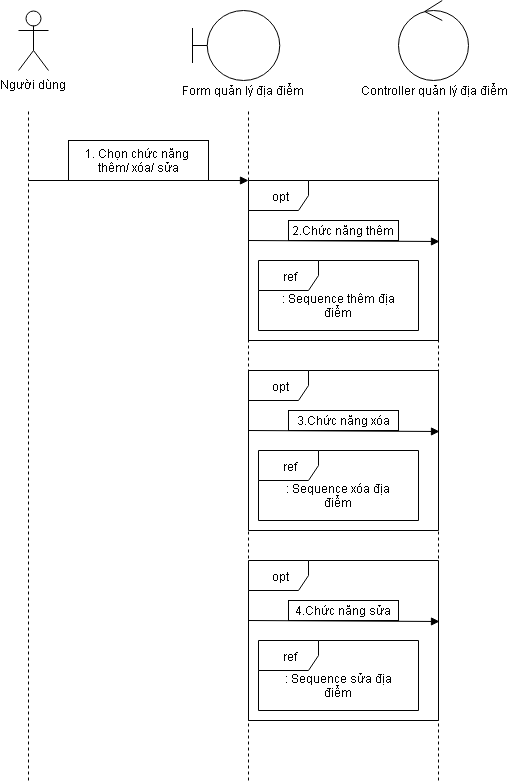 Người dùng
Form quản lý địa điểm
Controller quản lý địa điểm
1. Chọn chức năng
thêm/ xóa/ sửa
opt
2.Chức năng thêm
ref
: Sequence thêm địa
điểm
opt
3.Chức năng xóa
ref
: Sequence xóa địa
điểm
opt
4.Chức năng sửa
ref
: Sequence sửa địa
điểm